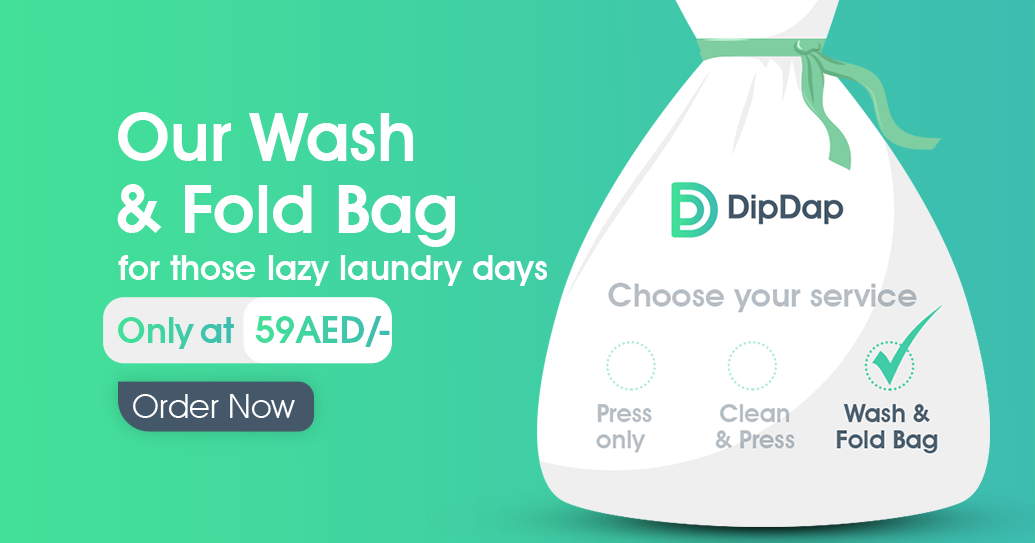 Our Wash
& Fold Bag
for those lazy laundry days
Only at 59AED/-
Order Now
DipDap
Choose your service
Press
only
Clean
& Press
Wash &
Fold Bag